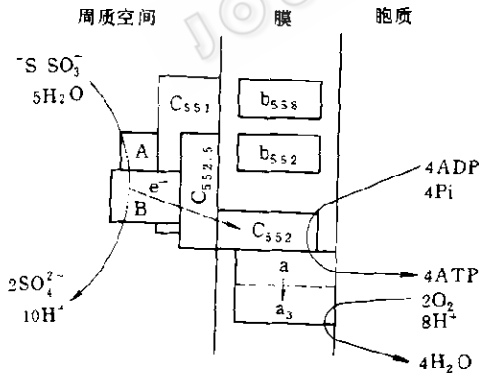 周质空间 膜 胞质
⁻S SO₃⁻
5H₂O
C₅₅₁
b₅₅₈
A
C₅₅₂.₅
b₅₅₂
e⁻
B
4ADP
4Pi
C₅₅₂
2SO₄²⁻
10H⁺
a
a₃
4ATP
2O₂
8H⁺
4H₂O